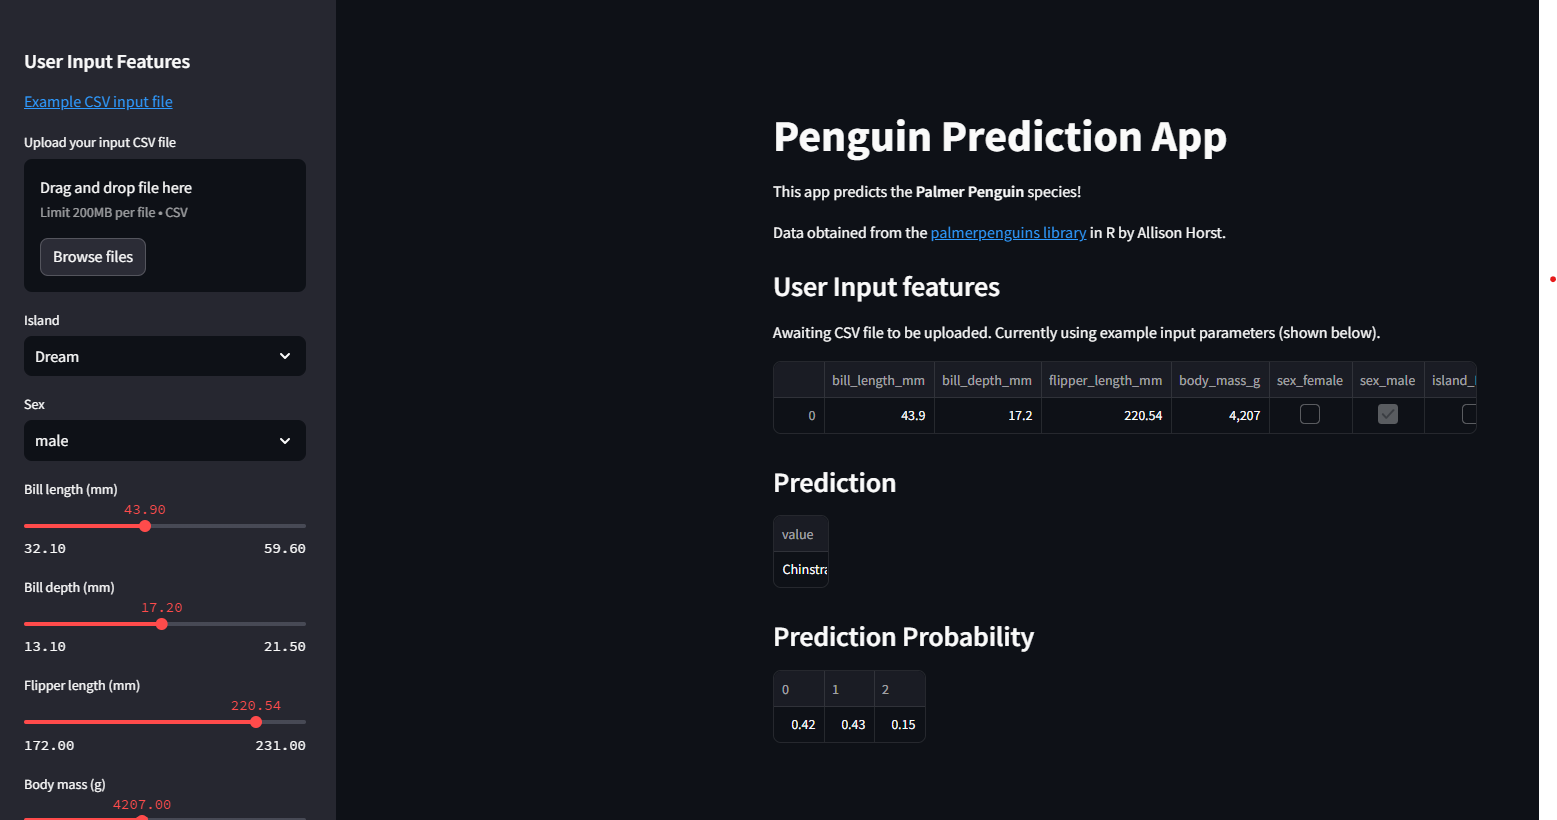 User Input Features
Example CSV input file
Upload your input CSV file
Drag and drop file here
Limit 200MB per file • CSV
Browse files
Island
Dream
Sex
male
Bill length (mm)
43.90
32.10 59.60
Bill depth (mm)
17.20
13.10 21.50
Flipper length (mm)
220.54
172.00 231.00
Body mass (g)
4207.00
Penguin Prediction App
This app predicts the Palmer Penguin species!
Data obtained from the palmerpenguins library in R by Allison Horst.
User Input features
Awaiting CSV file to be uploaded. Currently using example input parameters (shown below).
bill_length_mm bill_depth_mm flipper_length_mm body_mass_g sex_female sex_male island_
0 43.9 17.2 220.54 4,207
Prediction
value
Chinstra
Prediction Probability
0 1 2
0.42 0.43 0.15